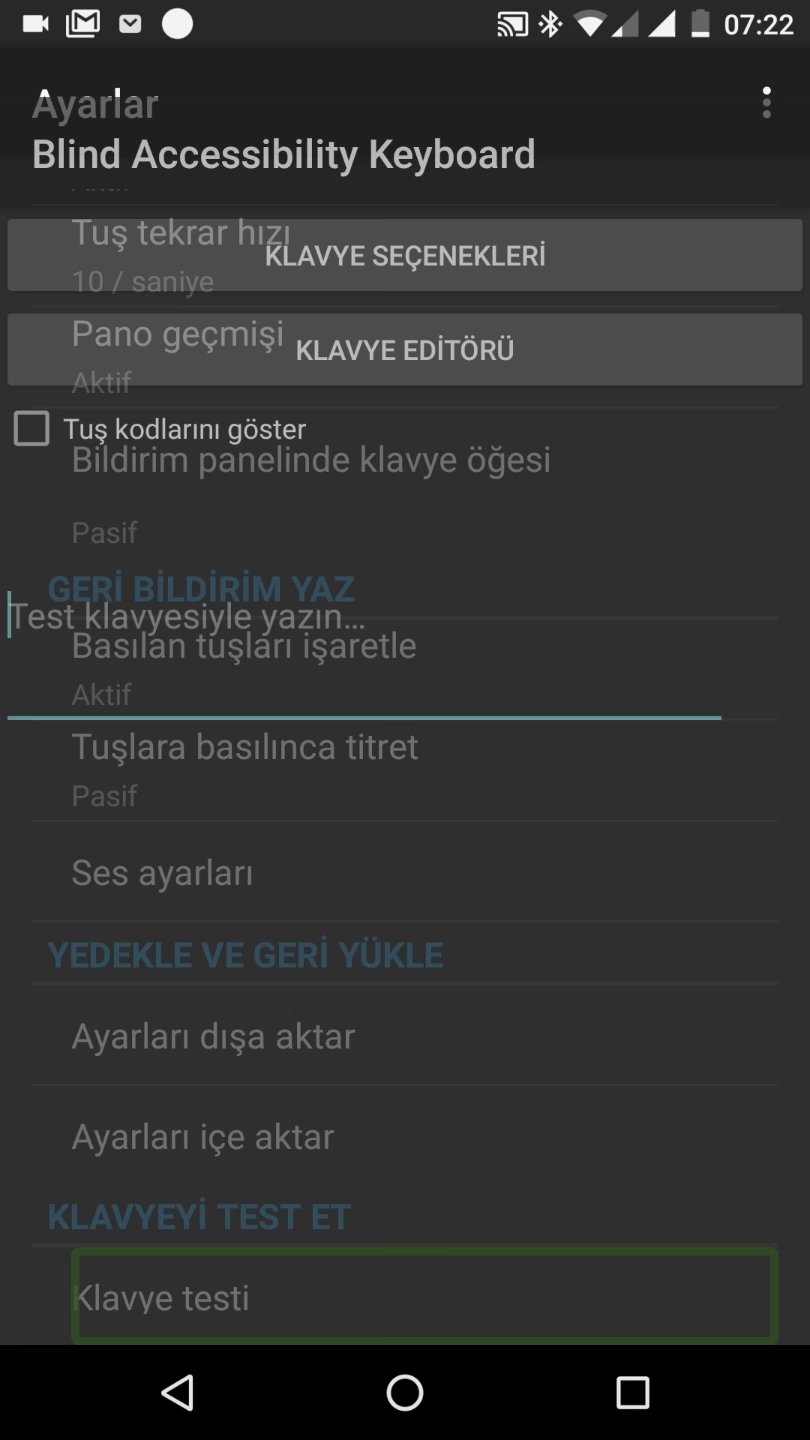 07:22
Ayarlar
Blind Accessibility Keyboard
Tuş tekrar hızı
KLAVYE SEÇENEKLERİ
10 / saniye
Pano geçmişi
KLAVYE EDİTÖRÜ
Aktif
Tuş kodlarını göster
Bildirim panelinde klavye öğesi
Pasif
GERİ BİLDİRİM YAZ
Test klavyesiyle yazın...
Basılan tuşları işaretle
Aktif
Tuşlara basılınca titret
Pasif
Ses ayarları
YEDEKLE VE GERİ YÜKLE
Ayarları dışa aktar
Ayarları içe aktar
KLAVYEYİ TEST ET
Klavye testi